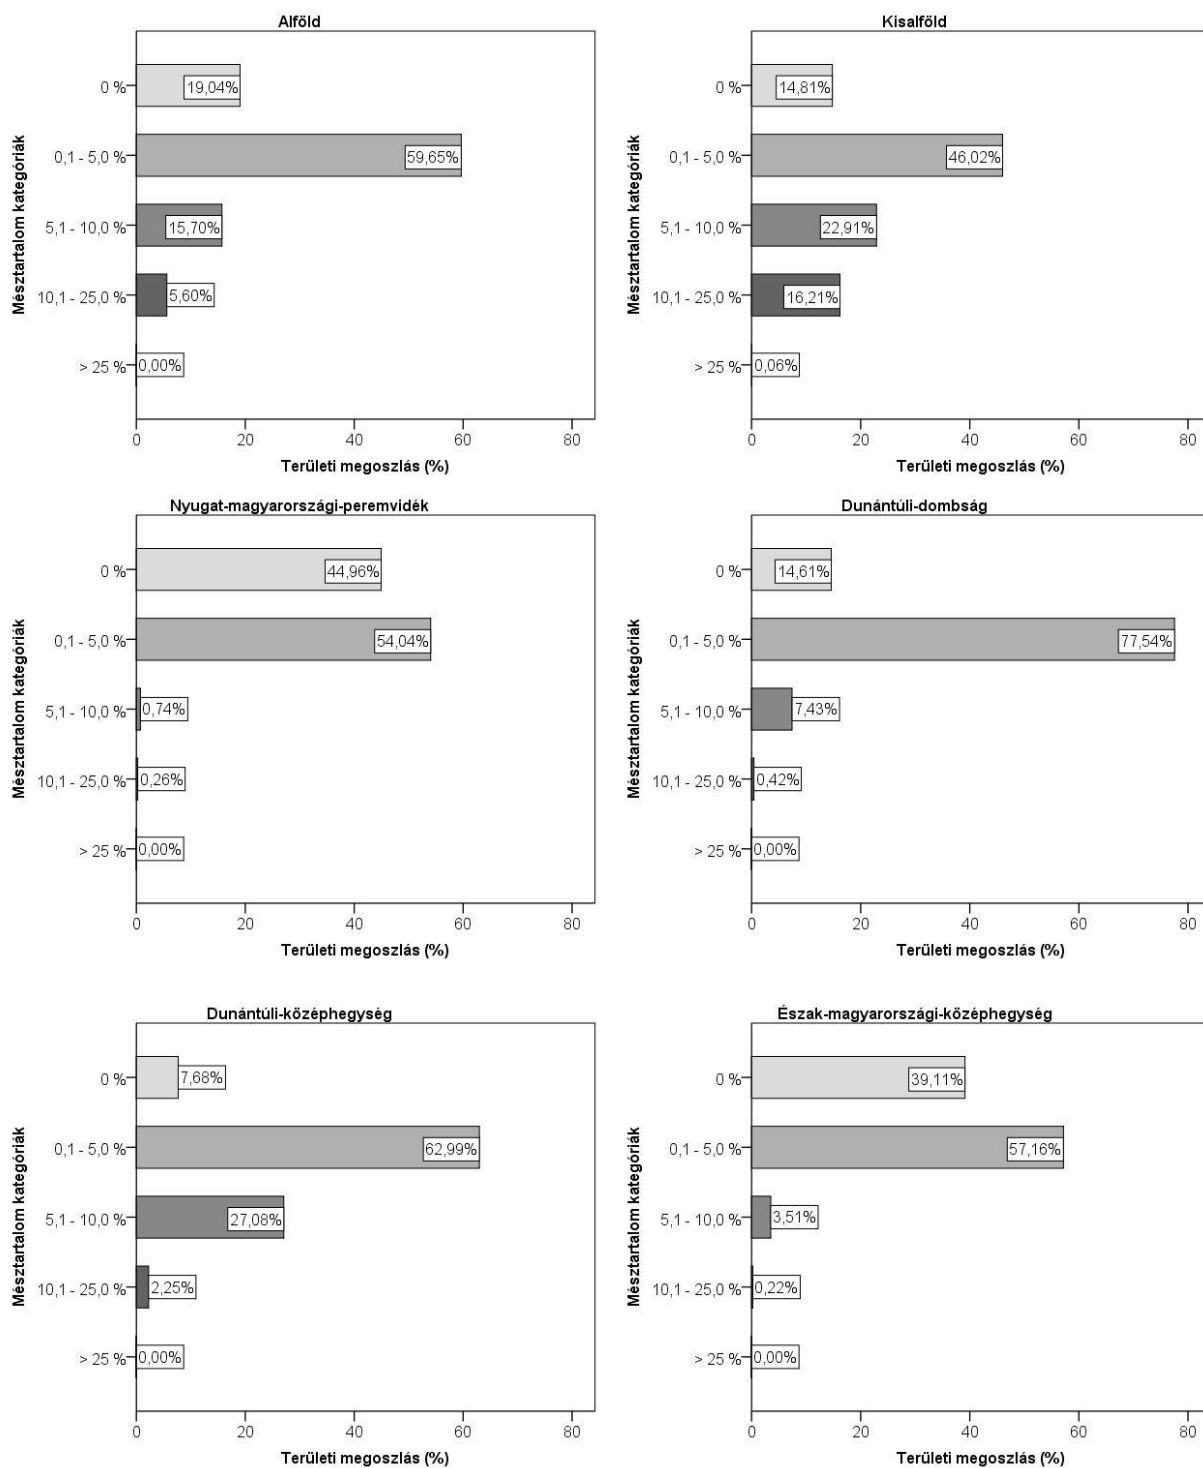 Alföld
Mésztartalom kategóriák
0 %
19,04%
0,1 - 5,0 %
59,65%
5,1 - 10,0 %
15,70%
10,1 - 25,0 %
5,60%
> 25 %
0,00%
0 20 40 60 80
Területi megoszlás (%)
Kisalföld
Mésztartalom kategóriák
0 %
14,81%
0,1 - 5,0 %
46,02%
5,1 - 10,0 %
22,91%
10,1 - 25,0 %
16,21%
> 25 %
0,06%
0 20 40 60 80
Területi megoszlás (%)
Nyugat-magyarországi-peremvidék
Mésztartalom kategóriák
0 %
44,96%
0,1 - 5,0 %
54,04%
5,1 - 10,0 %
0,74%
10,1 - 25,0 %
0,26%
> 25 %
0,00%
0 20 40 60 80
Területi megoszlás (%)
Dunántúli-dombság
Mésztartalom kategóriák
0 %
14,61%
0,1 - 5,0 %
77,54%
5,1 - 10,0 %
7,43%
10,1 - 25,0 %
0,42%
> 25 %
0,00%
0 20 40 60 80
Területi megoszlás (%)
Dunántúli-középhegység
Mésztartalom kategóriák
0 %
7,68%
0,1 - 5,0 %
62,99%
5,1 - 10,0 %
27,08%
10,1 - 25,0 %
2,25%
> 25 %
0,00%
0 20 40 60 80
Területi megoszlás (%)
Észak-magyarországi-középhegység
Mésztartalom kategóriák
0 %
39,11%
0,1 - 5,0 %
57,16%
5,1 - 10,0 %
3,51%
10,1 - 25,0 %
0,22%
> 25 %
0,00%
0 20 40 60 80
Területi megoszlás (%)